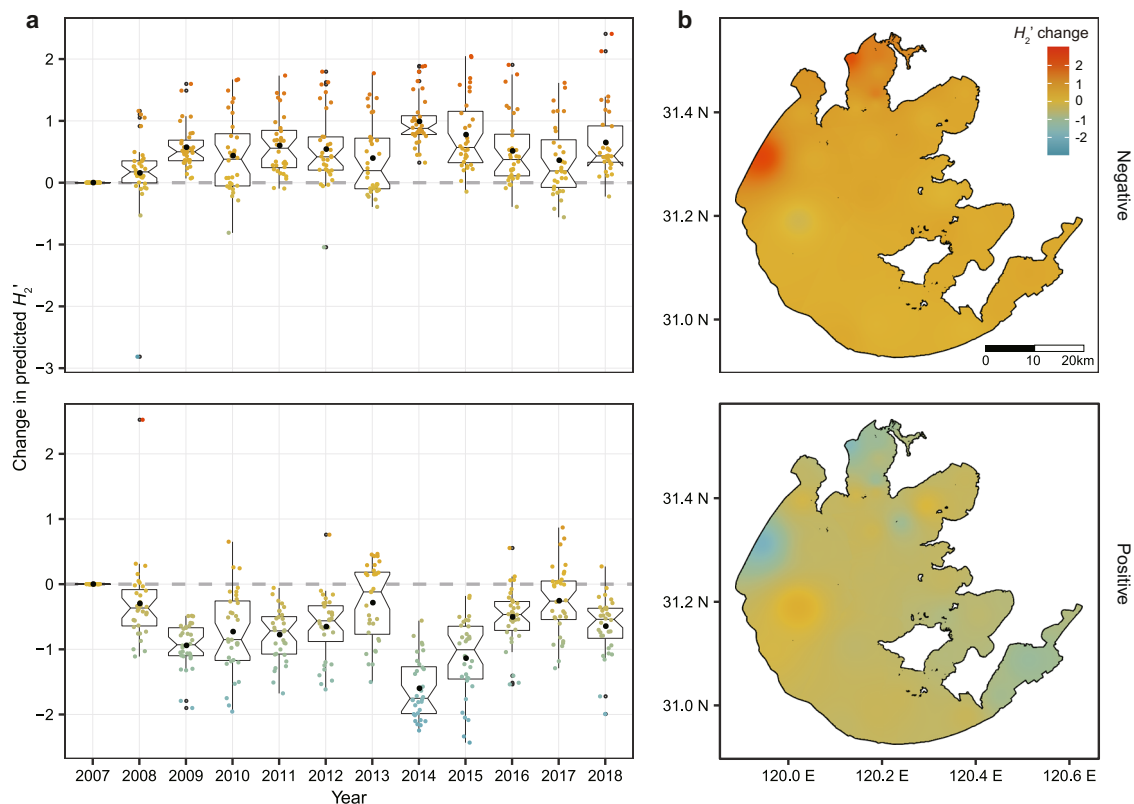 a
b
Change in predicted H2'
2
1
0
−1
−2
−3
2
1
0
−1
−2
2007 2008 2009 2010 2011 2012 2013 2014 2015 2016 2017 2018
Year
H2' change
2
1
0
-1
-2
31.4 N
31.2 N
31.0 N
0 10 20km
Negative
31.4 N
31.2 N
31.0 N
120.0 E 120.2 E 120.4 E 120.6 E
Positive